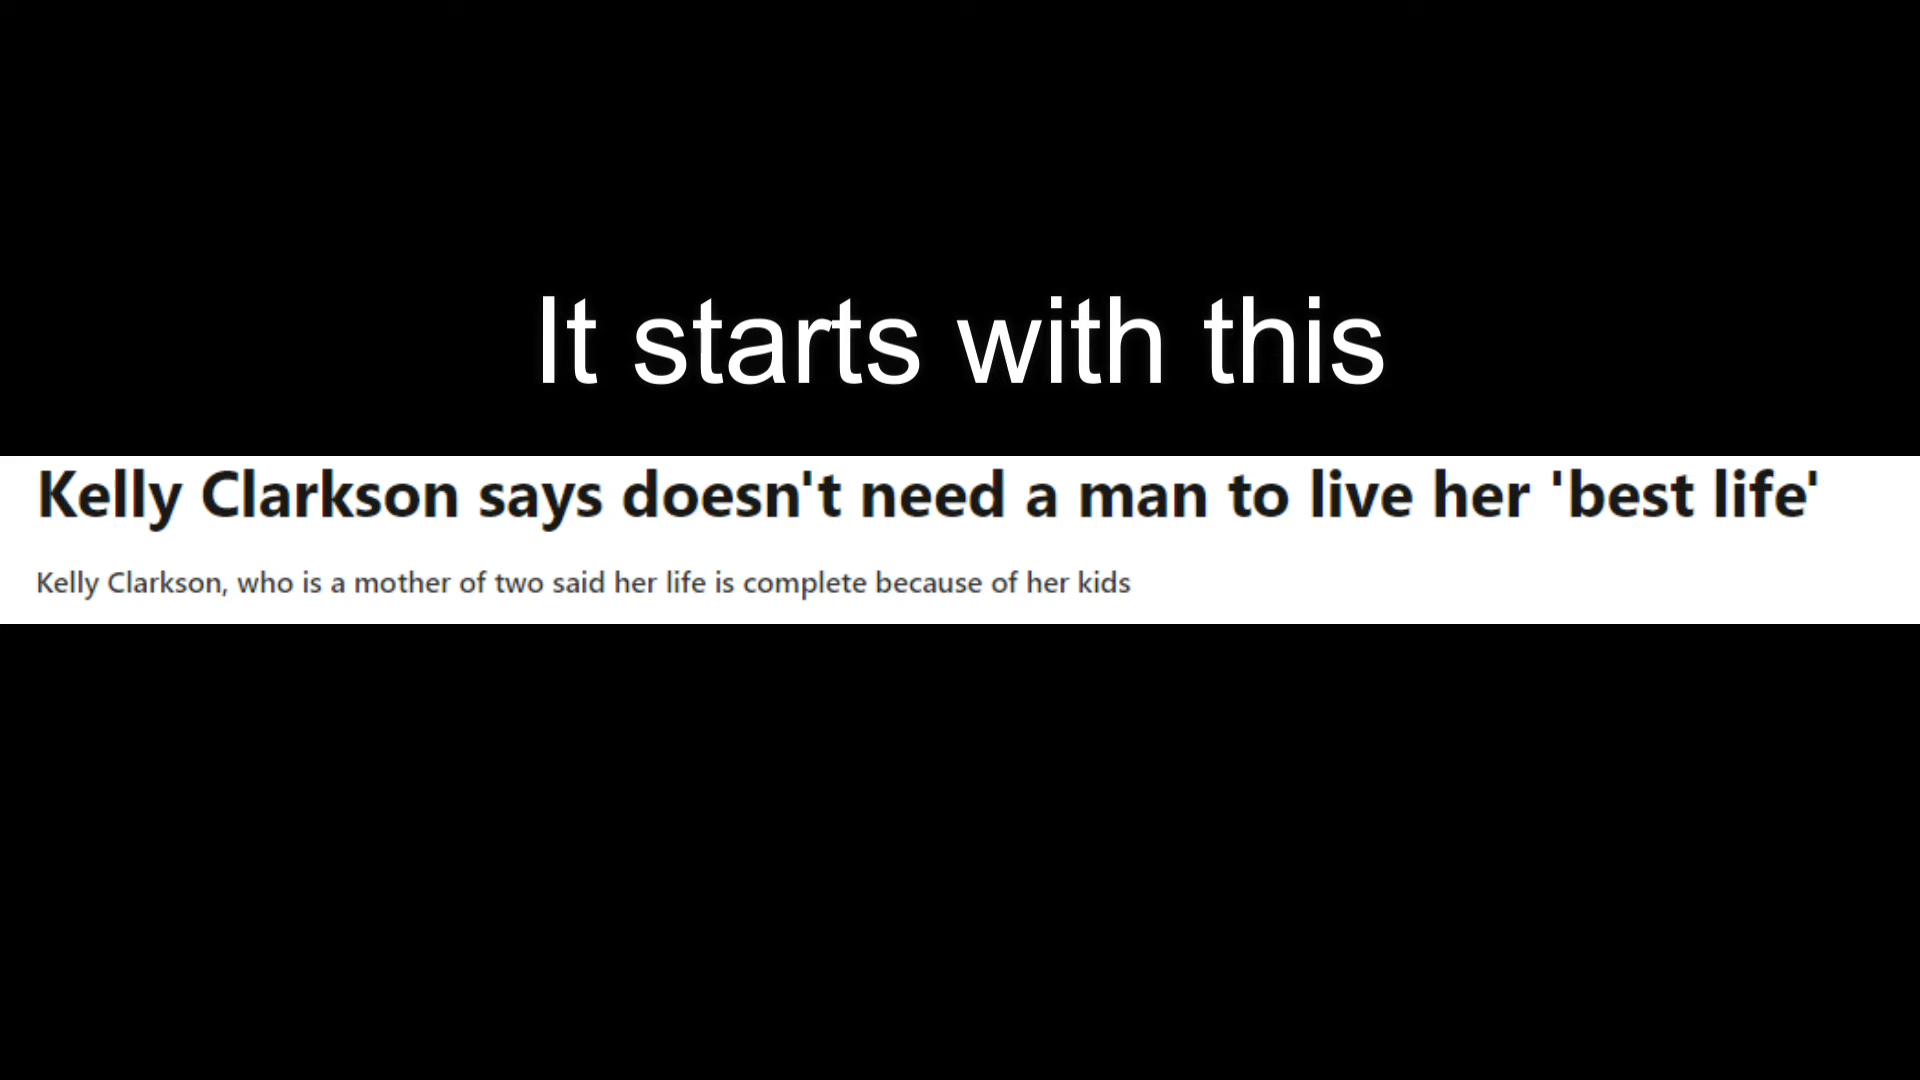 It starts with this
Kelly Clarkson says doesn't need a man to live her 'best life'
Kelly Clarkson, who is a mother of two said her life is complete because of her kids